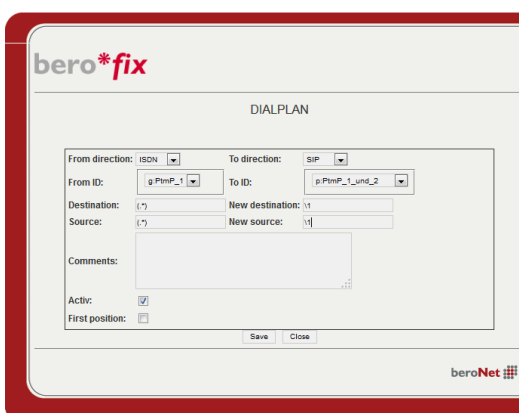 bero*fix
DIALPLAN
From direction: ISDN To direction: SIP
From ID: g:PtmP_1 To ID: p:PtmP_1_und_2
Destination: (.*) New destination: \1
Source: (.*) New source: \1
Comments:
Activ:
First position:
Save Close
beroNet